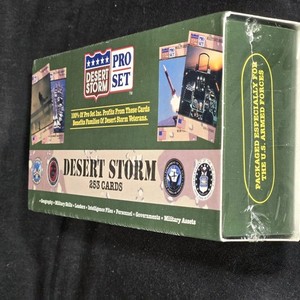 DESERT
STORM
PRO
SET
100% Of Pro Set Inc. Profits From These Cards
Benefits Families Of Desert Storm Veterans.
DESERT STORM
253 CARDS
• Geography • Military Skills • Leaders • Intelligence Files • Personnel • Governments • Military Assets
PACKAGED ESPECIALLY FOR
THE U.S. ARMED FORCES